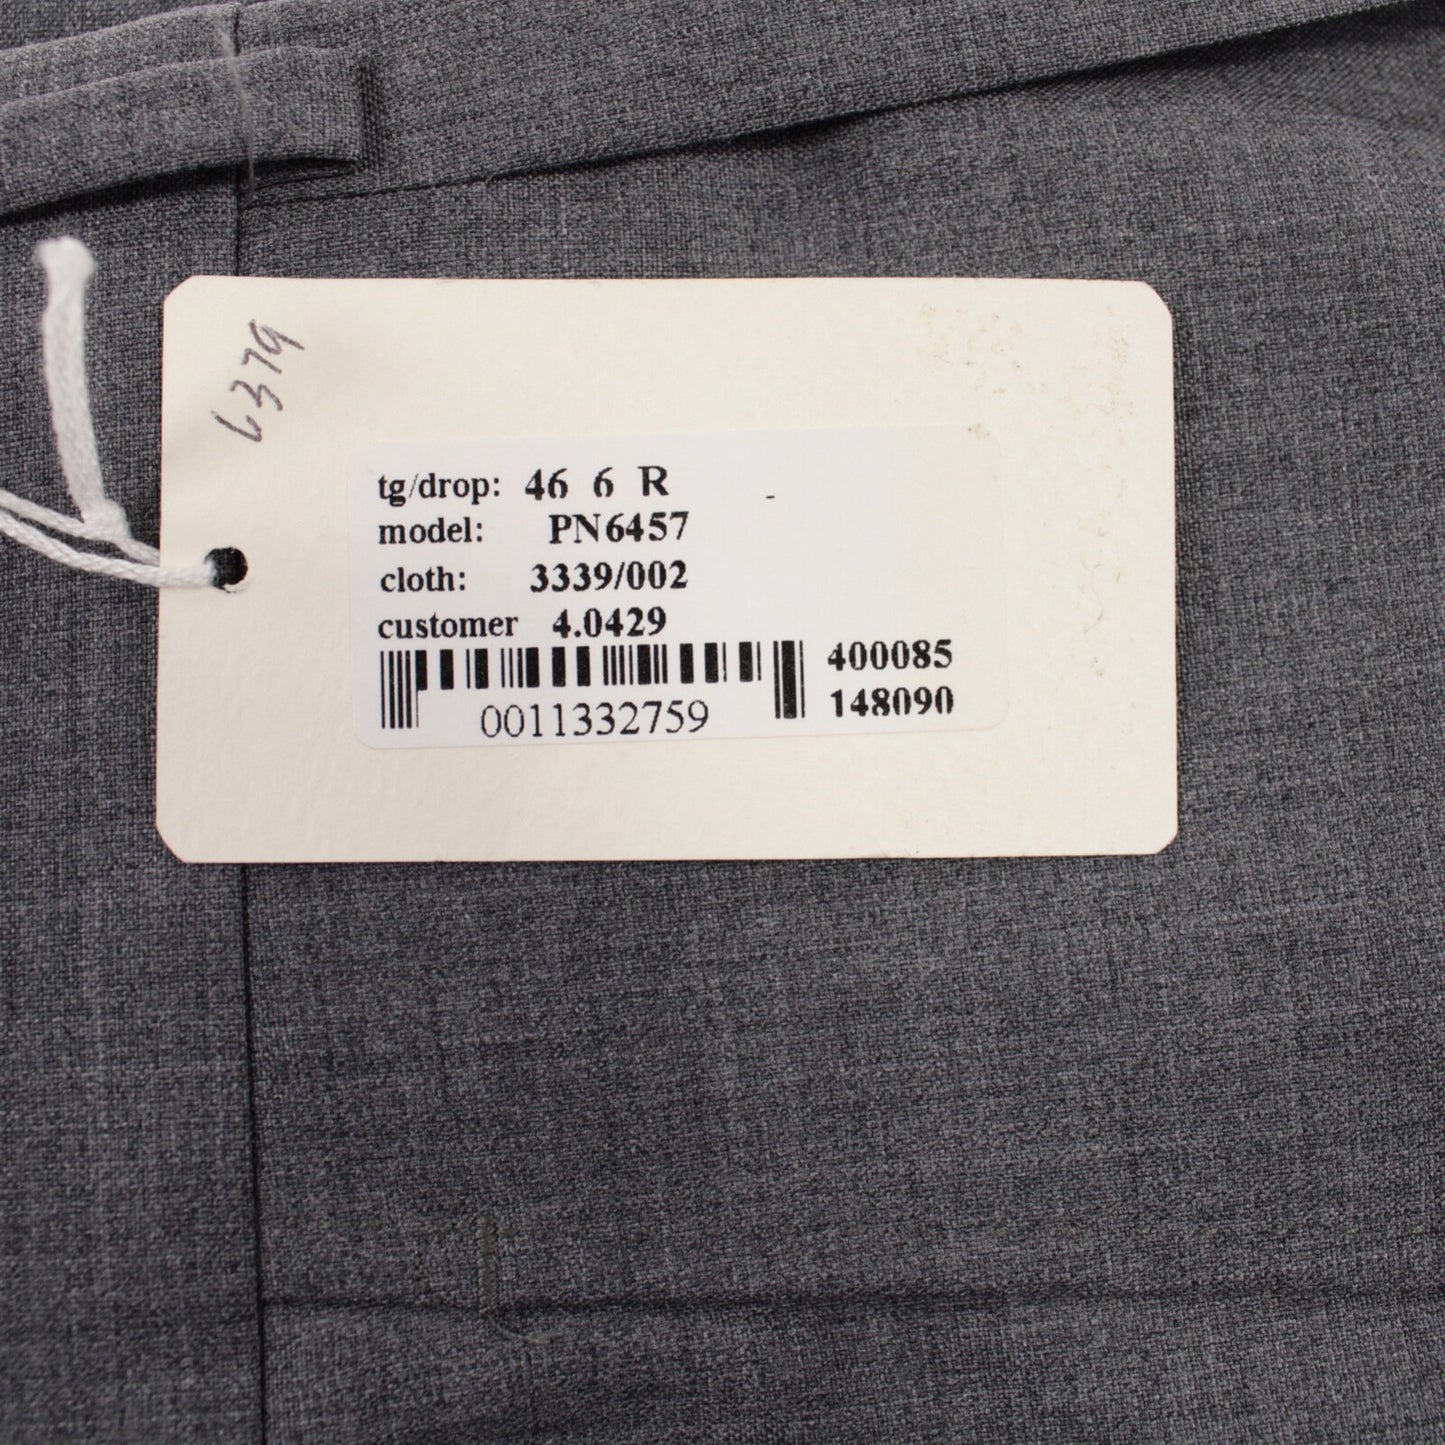 6379
tg/drop: 46 6 R -
model: PN6457
cloth: 3339/002
customer 4.0429
400085
148090
0011332759